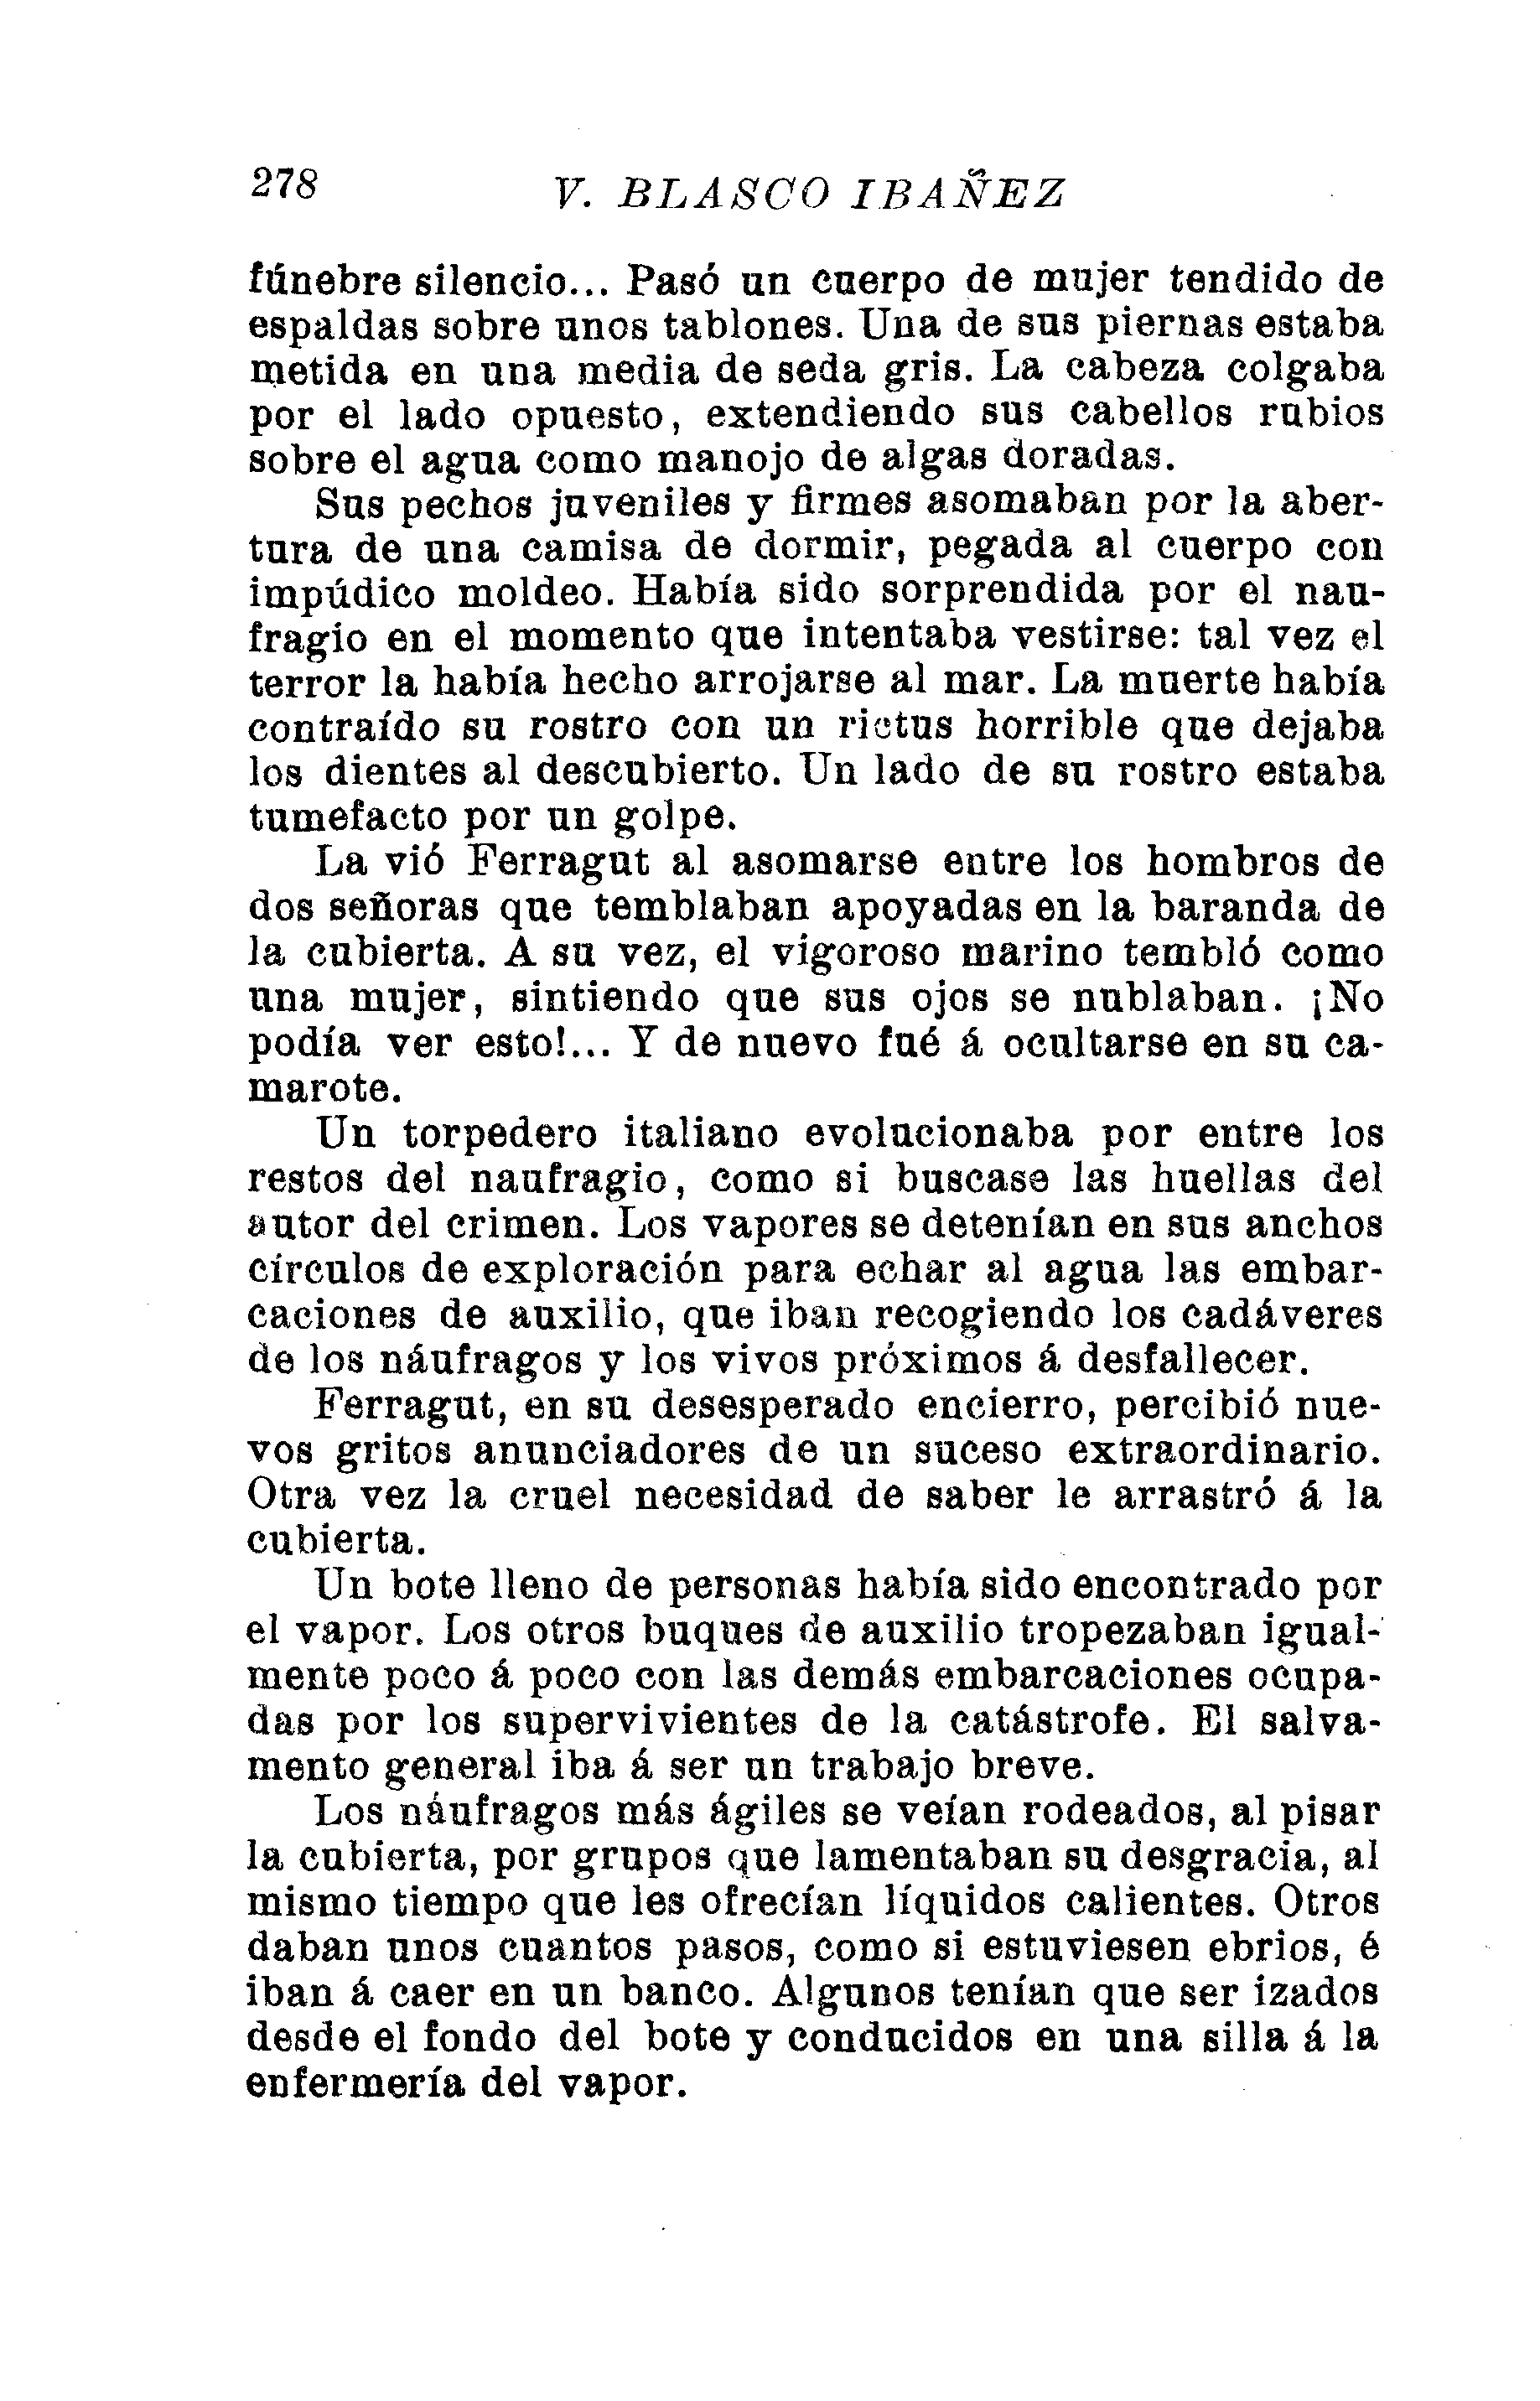 278
V. BLASCO IBAÑEZ
fúnebre silencio... Pasó un cuerpo de mujer tendido de
espaldas sobre unos tablones. Una de sus piernas estaba
metida en una media de seda gris. La cabeza colgaba
por el lado opuesto, extendiendo sus cabellos rubios
sobre el agua como manojo de algas doradas.
Sus pechos juveniles y firmes asomaban por la aber-
tura de una camisa de dormir, pegada al cuerpo con
impúdico moldeo. Había sido sorprendida por el nau-
fragio en el momento que intentaba vestirse: tal vez el
terror la había hecho arrojarse al mar. La muerte había
contraído su rostro con un rictus horrible que dejaba
los dientes al descubierto. Un lado de su rostro estaba
tumefacto por un golpe.
La vió Ferragut al asomarse entre los hombros de
dos señoras que temblaban apoyadas en la baranda de
la cubierta. A su vez, el vigoroso marino tembló como
una mujer, sintiendo que sus ojos se nublaban. ¡No
podía ver esto!... Y de nuevo fué á ocultarse en su ca-
marote.
Un torpedero italiano evolucionaba por entre los
restos del naufragio, como si buscase las huellas del
autor del crimen. Los vapores se detenían en sus anchos
círculos de exploración para echar al agua las embar-
caciones de auxilio, que iban recogiendo los cadáveres
de los náufragos y los vivos próximos á desfallecer.
Ferragut, en su desesperado encierro, percibió nue-
vos gritos anunciadores de un suceso extraordinario.
Otra vez la cruel necesidad de saber le arrastró á la
cubierta.
Un bote lleno de personas había sido encontrado por
el vapor. Los otros buques de auxilio tropezaban igual-
mente poco á poco con las demás embarcaciones ocupa-
das por los supervivientes de la catástrofe. El salva-
mento general iba á ser un trabajo breve.
Los náufragos más ágiles se veían rodeados, al pisar
la cubierta, por grupos que lamentaban su desgracia, al
mismo tiempo que les ofrecían líquidos calientes. Otros
daban unos cuantos pasos, como si estuviesen ebrios, é
iban á caer en un banco. Algunos tenían que ser izados
desde el fondo del bote y conducidos en una silla á la
enfermería del vapor.